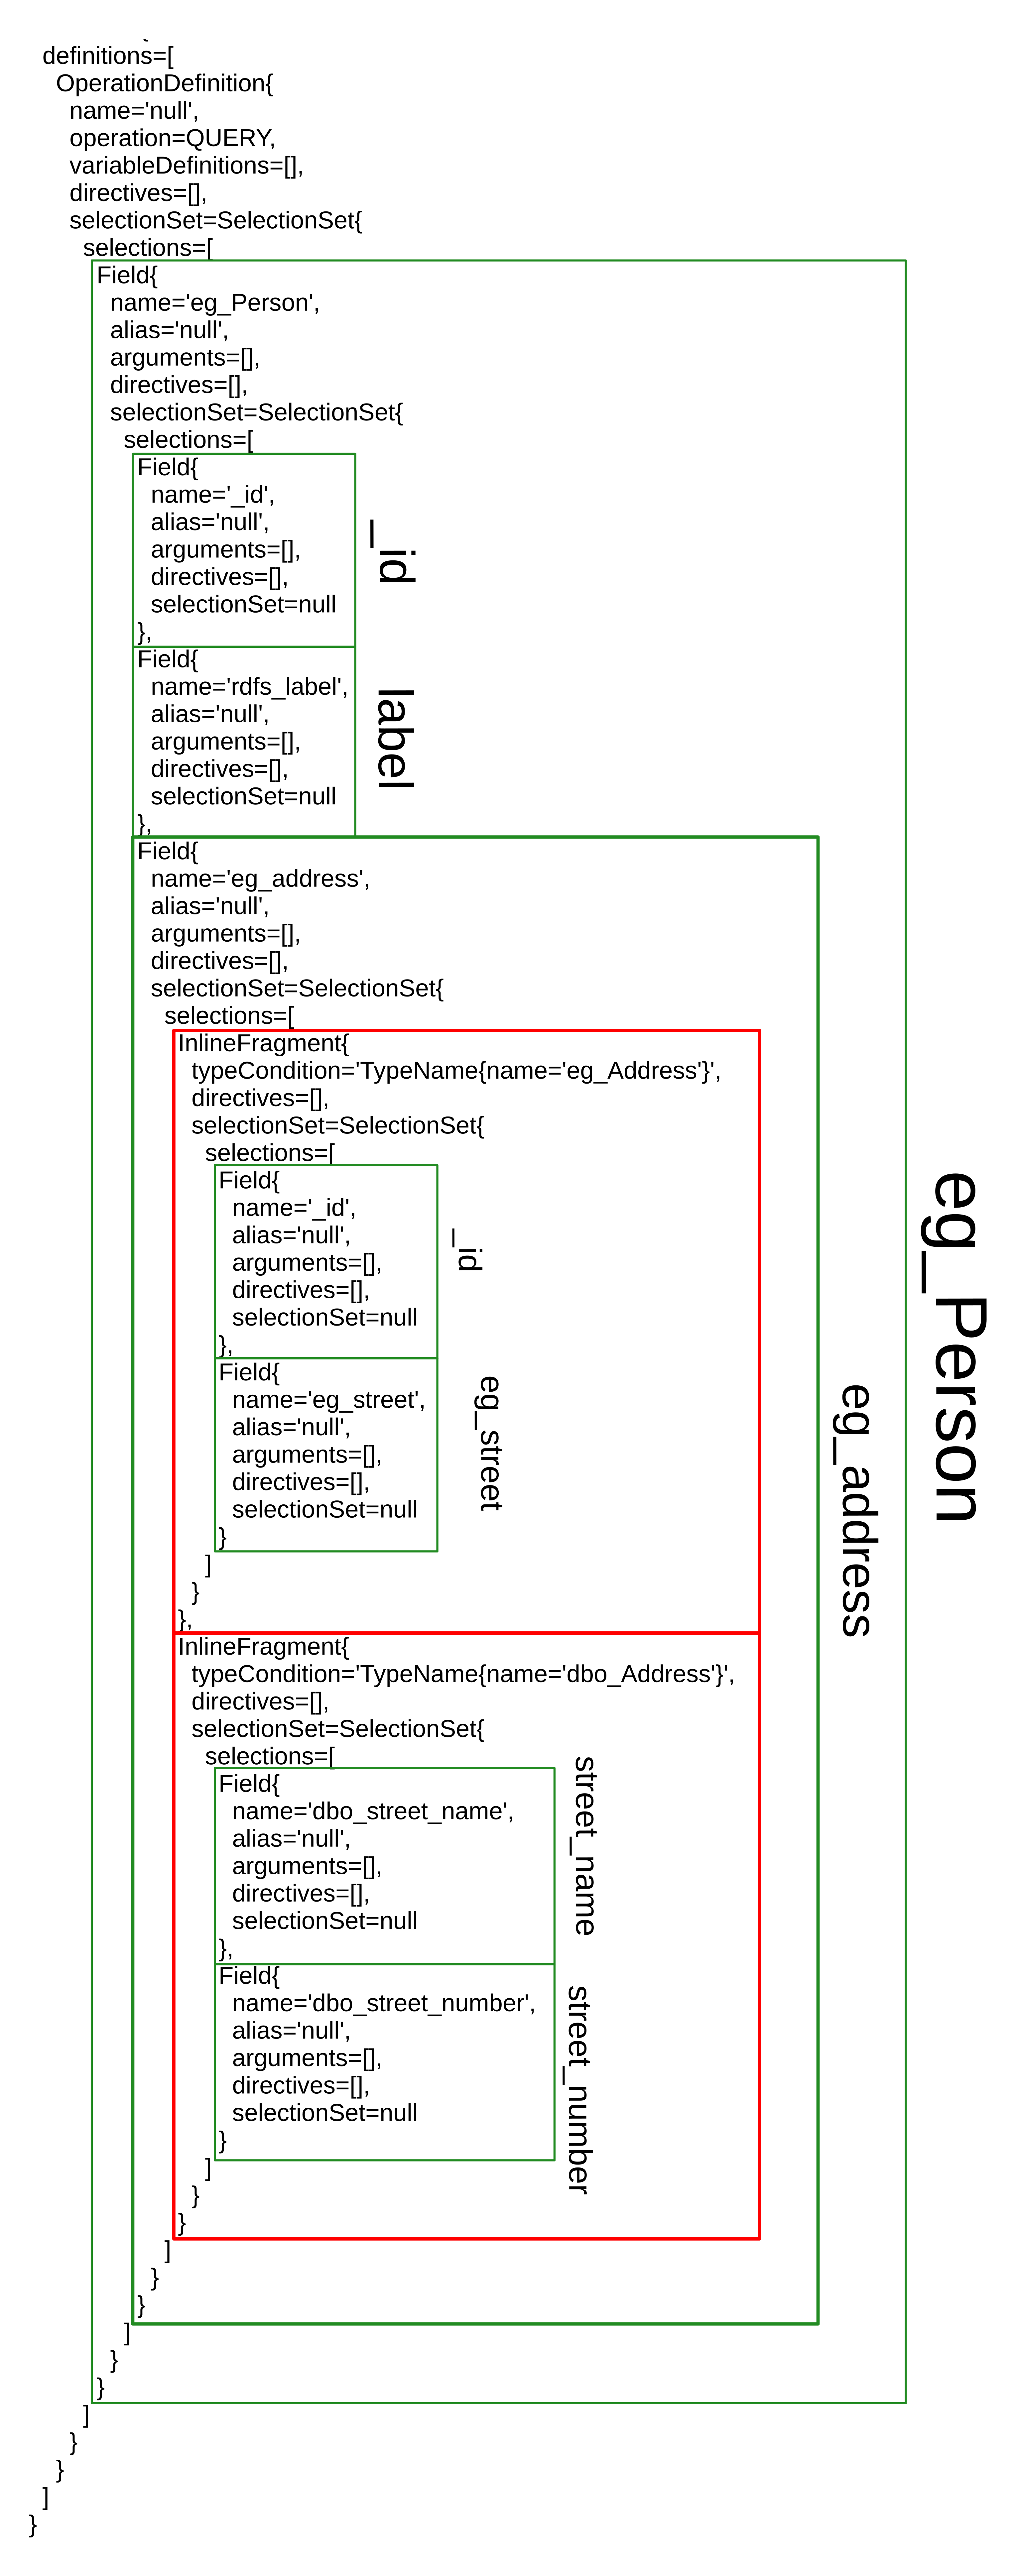 definitions=[
OperationDefinition{
name='null',
operation=QUERY,
variableDefinitions=[],
directives=[],
selectionSet=SelectionSet{
selections=[
Field{
name='eg_Person',
alias='null',
arguments=[],
directives=[],
selectionSet=SelectionSet{
selections=[
Field{
name='_id',
alias='null',
arguments=[],
directives=[],
selectionSet=null
},
_id
Field{
name='rdfs_label',
alias='null',
arguments=[],
directives=[],
selectionSet=null
},
label
Field{
name='eg_address',
alias='null',
arguments=[],
directives=[],
selectionSet=SelectionSet{
selections=[
InlineFragment{
typeCondition='TypeName{name='eg_Address'}',
directives=[],
selectionSet=SelectionSet{
selections=[
Field{
name='_id',
alias='null',
arguments=[],
directives=[],
selectionSet=null
},
_id
Field{
name='eg_street',
alias='null',
arguments=[],
directives=[],
selectionSet=null
}
eg_street
]
}
},
InlineFragment{
typeCondition='TypeName{name='dbo_Address'}',
directives=[],
selectionSet=SelectionSet{
selections=[
Field{
name='dbo_street_name',
alias='null',
arguments=[],
directives=[],
selectionSet=null
},
street_name
Field{
name='dbo_street_number',
alias='null',
arguments=[],
directives=[],
selectionSet=null
}
street_number
]
}
}
]
}
}
eg_address
]
}
}
eg_Person
]
}
}
]
}